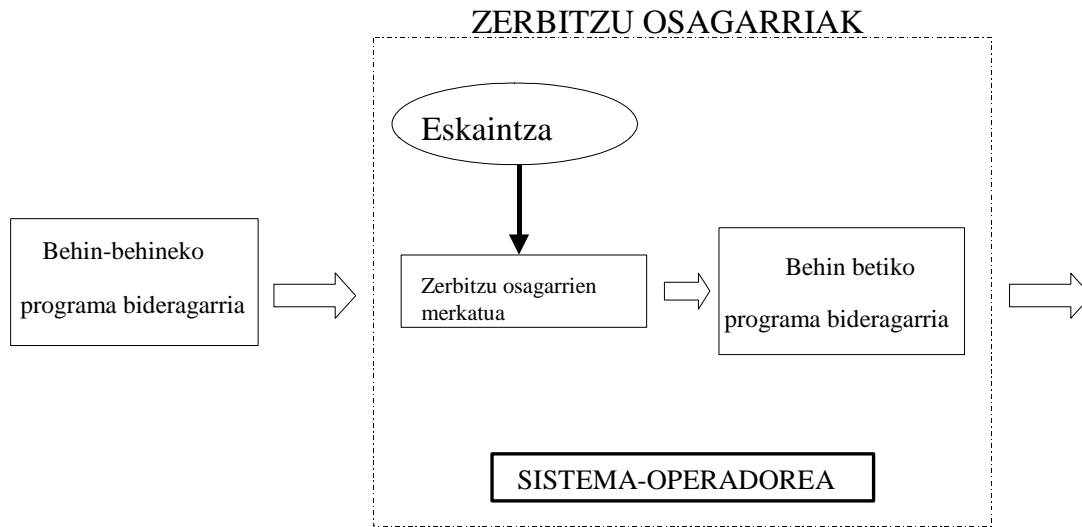 ZERBITZU OSAGARRIAK
Eskaintza
Behin-behineko
programa bideragarria
Zerbitzu osagarrien
merkatua
Behin betiko
programa bideragarria
SISTEMA-OPERADOREA